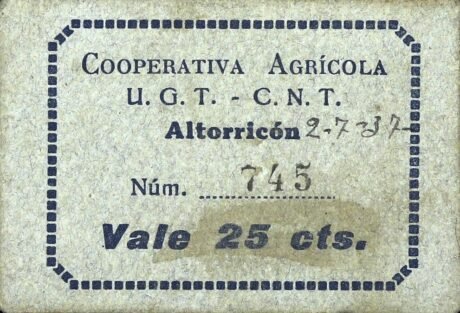 COOPERATIVA AGRÍCOLA
U. G. T. - C. N. T.
Altorricón 2-7-37-
Núm. 745
Vale 25 cts.